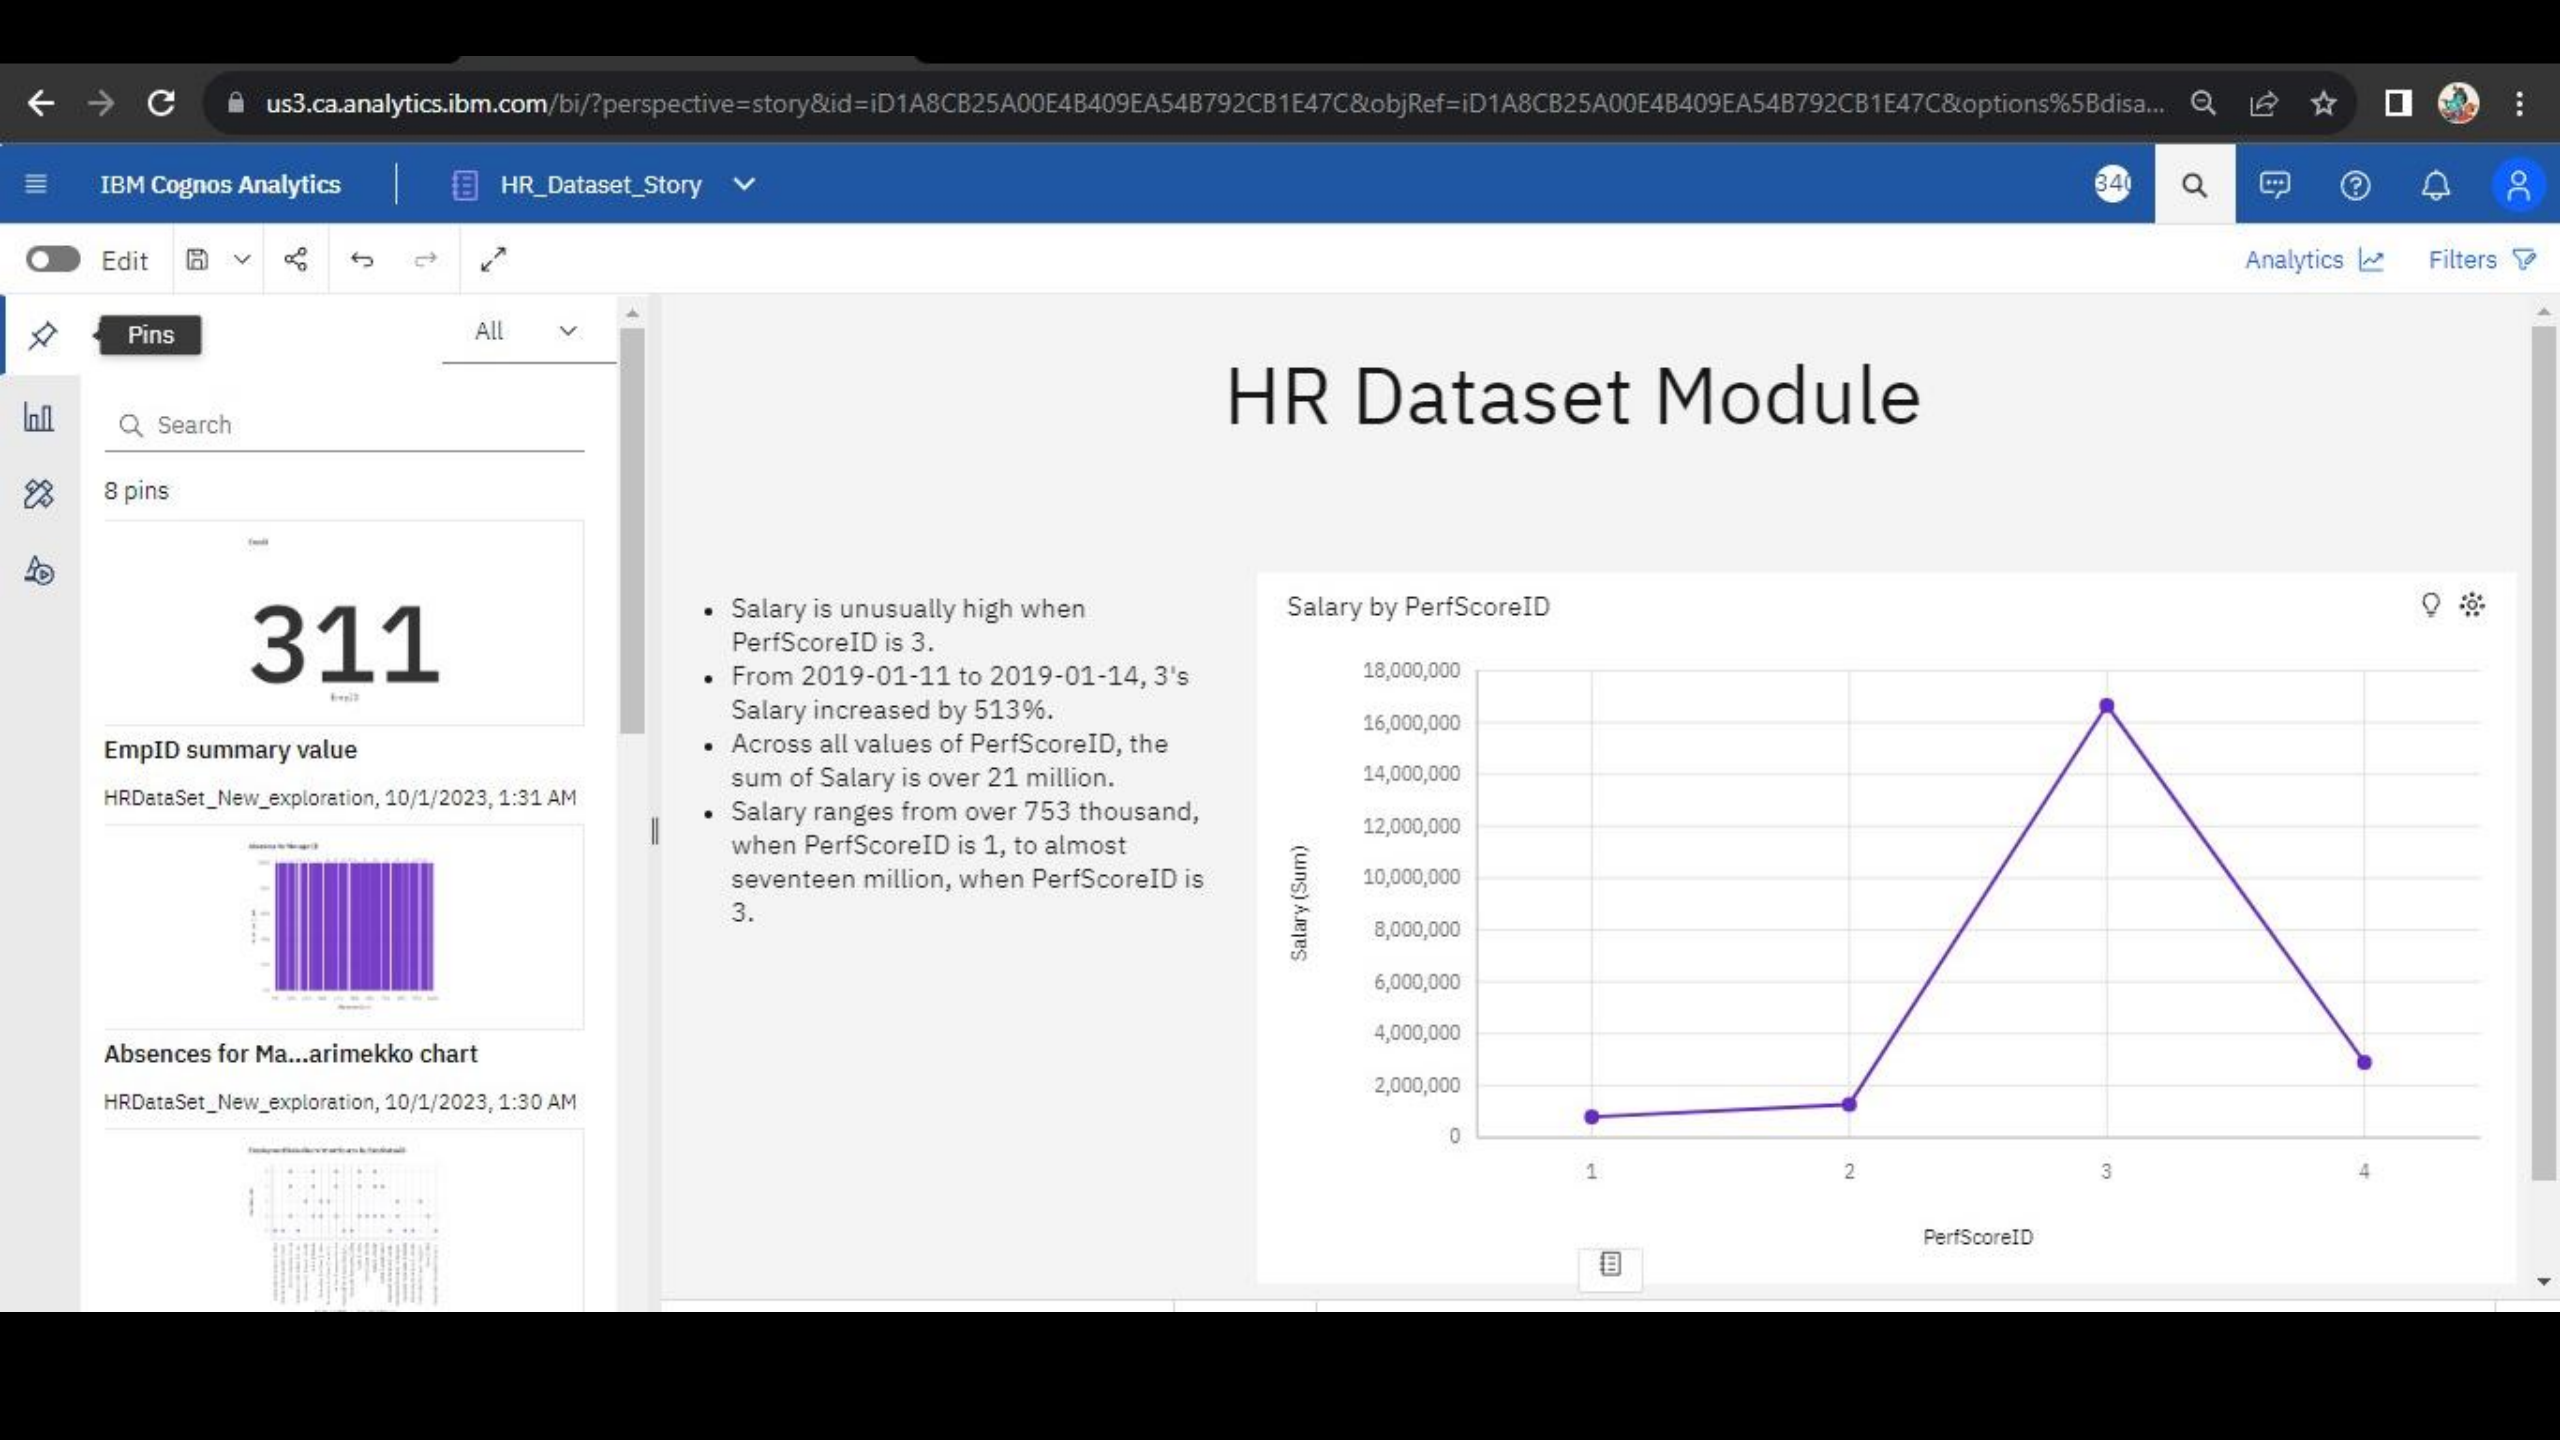 us3.ca.analytics.ibm.com/bi/?perspective=story&id=iD1A8CB25A00E4B409EA54B792CB1E47C&objRef=iD1A8CB25A00E4B409EA54B792CB1E47C&options%5Bdisa...
IBM Cognos Analytics
HR_Dataset_Story
Edit
Analytics
Filters
Pins
All
Search
8 pins
311
EmpID
EmpID summary value
HRDataSet_New_exploration, 10/1/2023, 1:31 AM
Absences for Ma...arimekko chart
HRDataSet_New_exploration, 10/1/2023, 1:30 AM
HR Dataset Module
• Salary is unusually high when
PerfScoreID is 3.
• From 2019-01-11 to 2019-01-14, 3's
Salary increased by 513%.
• Across all values of PerfScoreID, the
sum of Salary is over 21 million.
• Salary ranges from over 753 thousand,
when PerfScoreID is 1, to almost
seventeen million, when PerfScoreID is
3.
Salary by PerfScoreID
18,000,000
16,000,000
14,000,000
12,000,000
10,000,000
8,000,000
6,000,000
4,000,000
2,000,000
0
Salary (Sum)
1 2 3 4
PerfScoreID